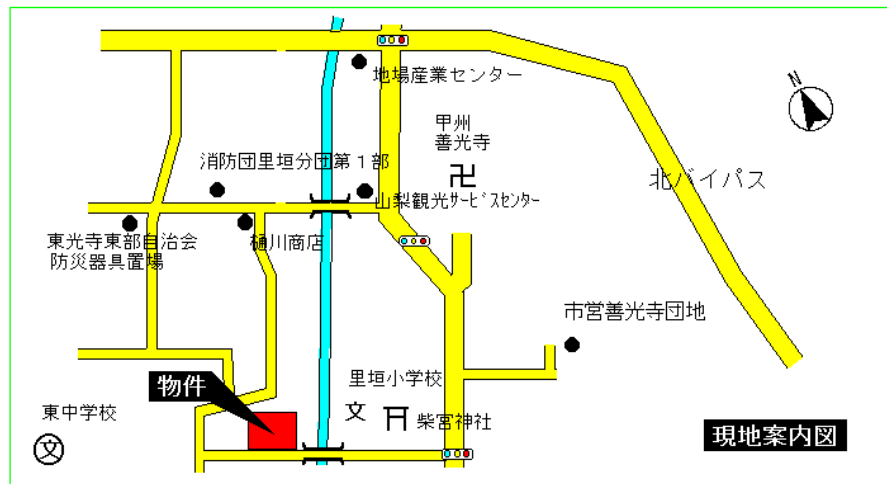 地場産業センター
N
甲州
善光寺
卍
消防団里垣分団第1部
山梨観光サービスセンター
北バイパス
東光寺東部自治会
防災器具置場
樋川商店
市営善光寺団地
物件
里垣小学校
東中学校
文
柴宮神社
文
現地案内図